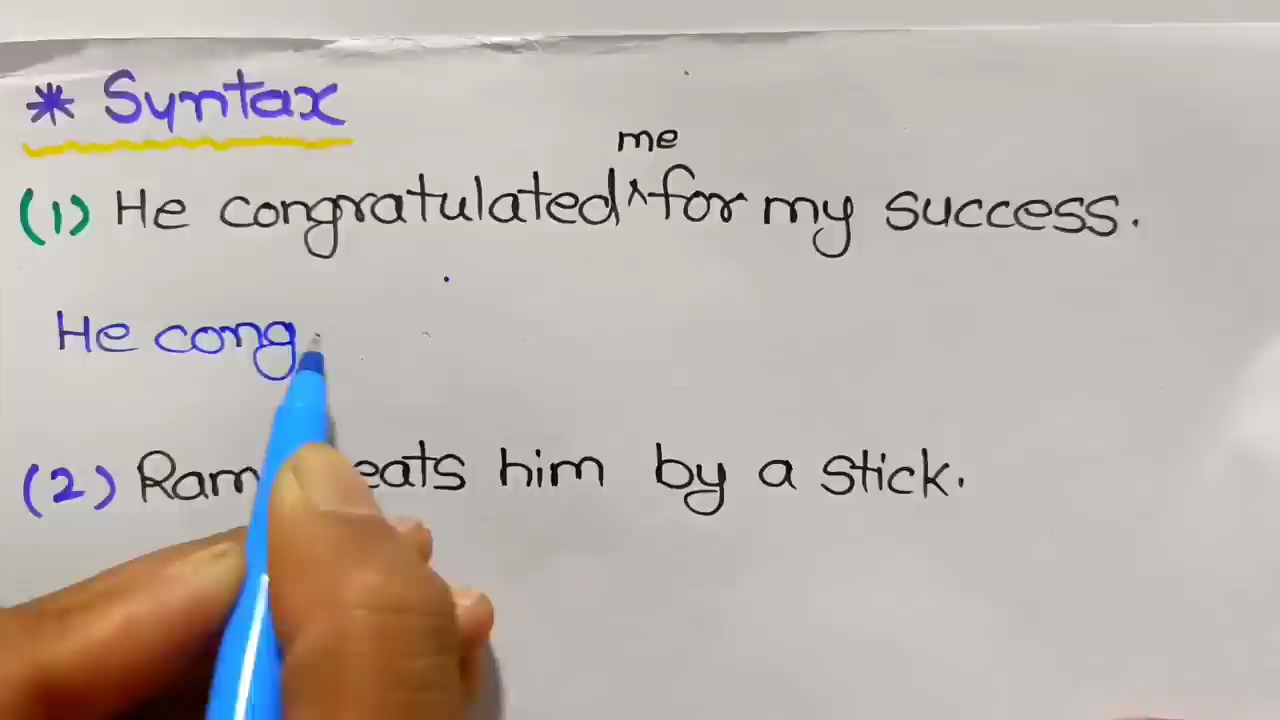 * Syntax
me
(1) He congratulated ^ for my success.
He cong
(2) Ram eats him by a stick.